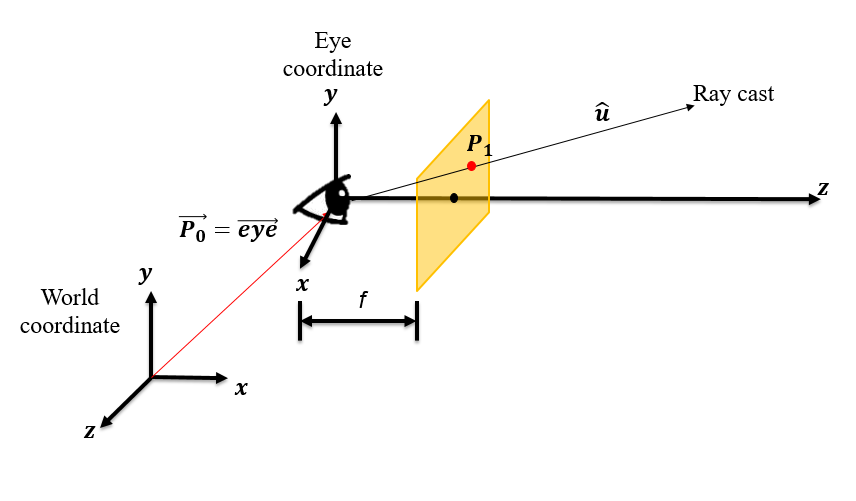 Eye
coordinate
y
Ray cast
û
P₁
z
P₀ = eye
x
World
coordinate
y
f
x
z